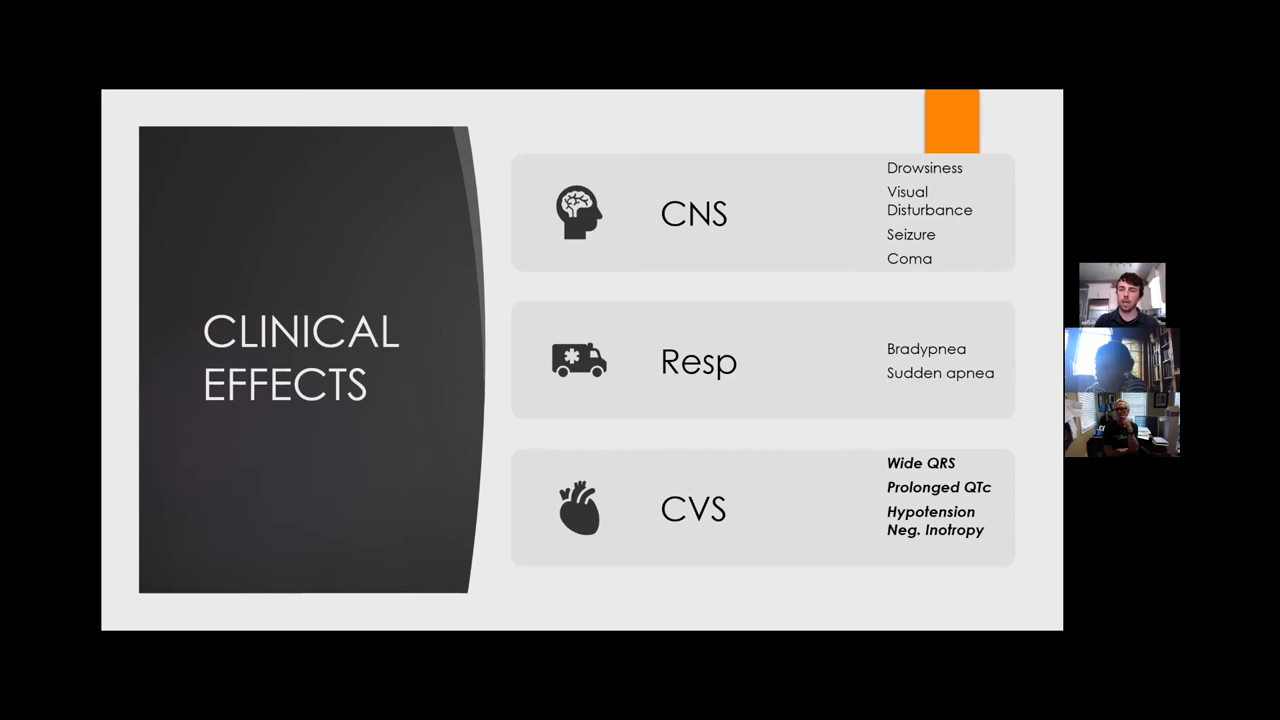 CLINICAL
EFFECTS
CNS
Drowsiness
Visual
Disturbance
Seizure
Coma
Resp
Bradypnea
Sudden apnea
CVS
Wide QRS
Prolonged QTc
Hypotension
Neg. Inotropy